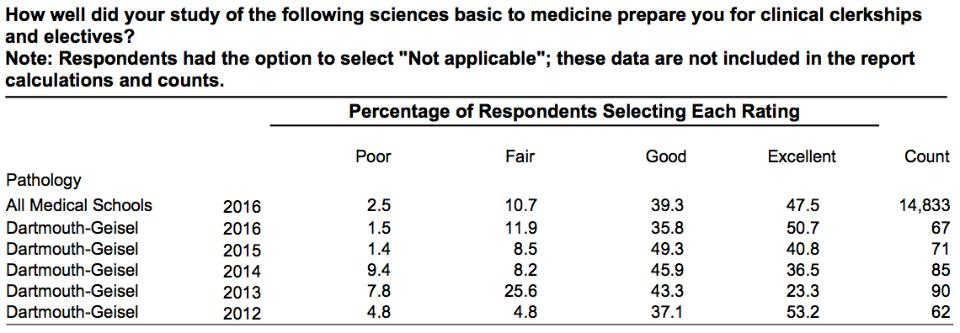 How well did your study of the following sciences basic to medicine prepare you for clinical clerkships
and electives?
Note: Respondents had the option to select "Not applicable"; these data are not included in the report
calculations and counts.
Percentage of Respondents Selecting Each Rating
Poor Fair Good Excellent Count
Pathology
All Medical Schools 2016 2.5 10.7 39.3 47.5 14,833
Dartmouth-Geisel 2016 1.5 11.9 35.8 50.7 67
Dartmouth-Geisel 2015 1.4 8.5 49.3 40.8 71
Dartmouth-Geisel 2014 9.4 8.2 45.9 36.5 85
Dartmouth-Geisel 2013 7.8 25.6 43.3 23.3 90
Dartmouth-Geisel 2012 4.8 4.8 37.1 53.2 62